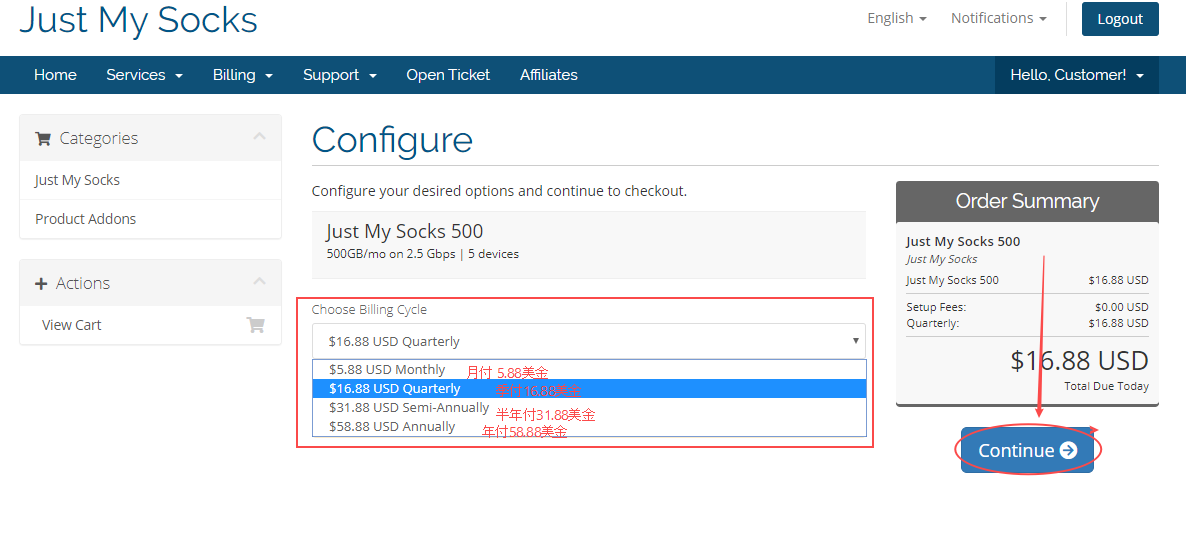 Just My Socks
English
Notifications
Logout
Home
Services
Billing
Support
Open Ticket
Affiliates
Hello, Customer!
Categories
Just My Socks
Product Addons
Actions
View Cart
Configure
Configure your desired options and continue to checkout.
Just My Socks 500
500GB/mo on 2.5 Gbps | 5 devices
Choose Billing Cycle
$16.88 USD Quarterly
$5.88 USD Monthly 月付 5.88美金
$16.88 USD Quarterly 16.88美金
$31.88 USD Semi-Annually 半年付31.88美金
$58.88 USD Annually 年付58.88美金
Order Summary
Just My Socks 500
Just My Socks
Just My Socks 500 $16.88 USD
Setup Fees: $0.00 USD
Quarterly: $16.88 USD
$16.88 USD
Total Due Today
Continue